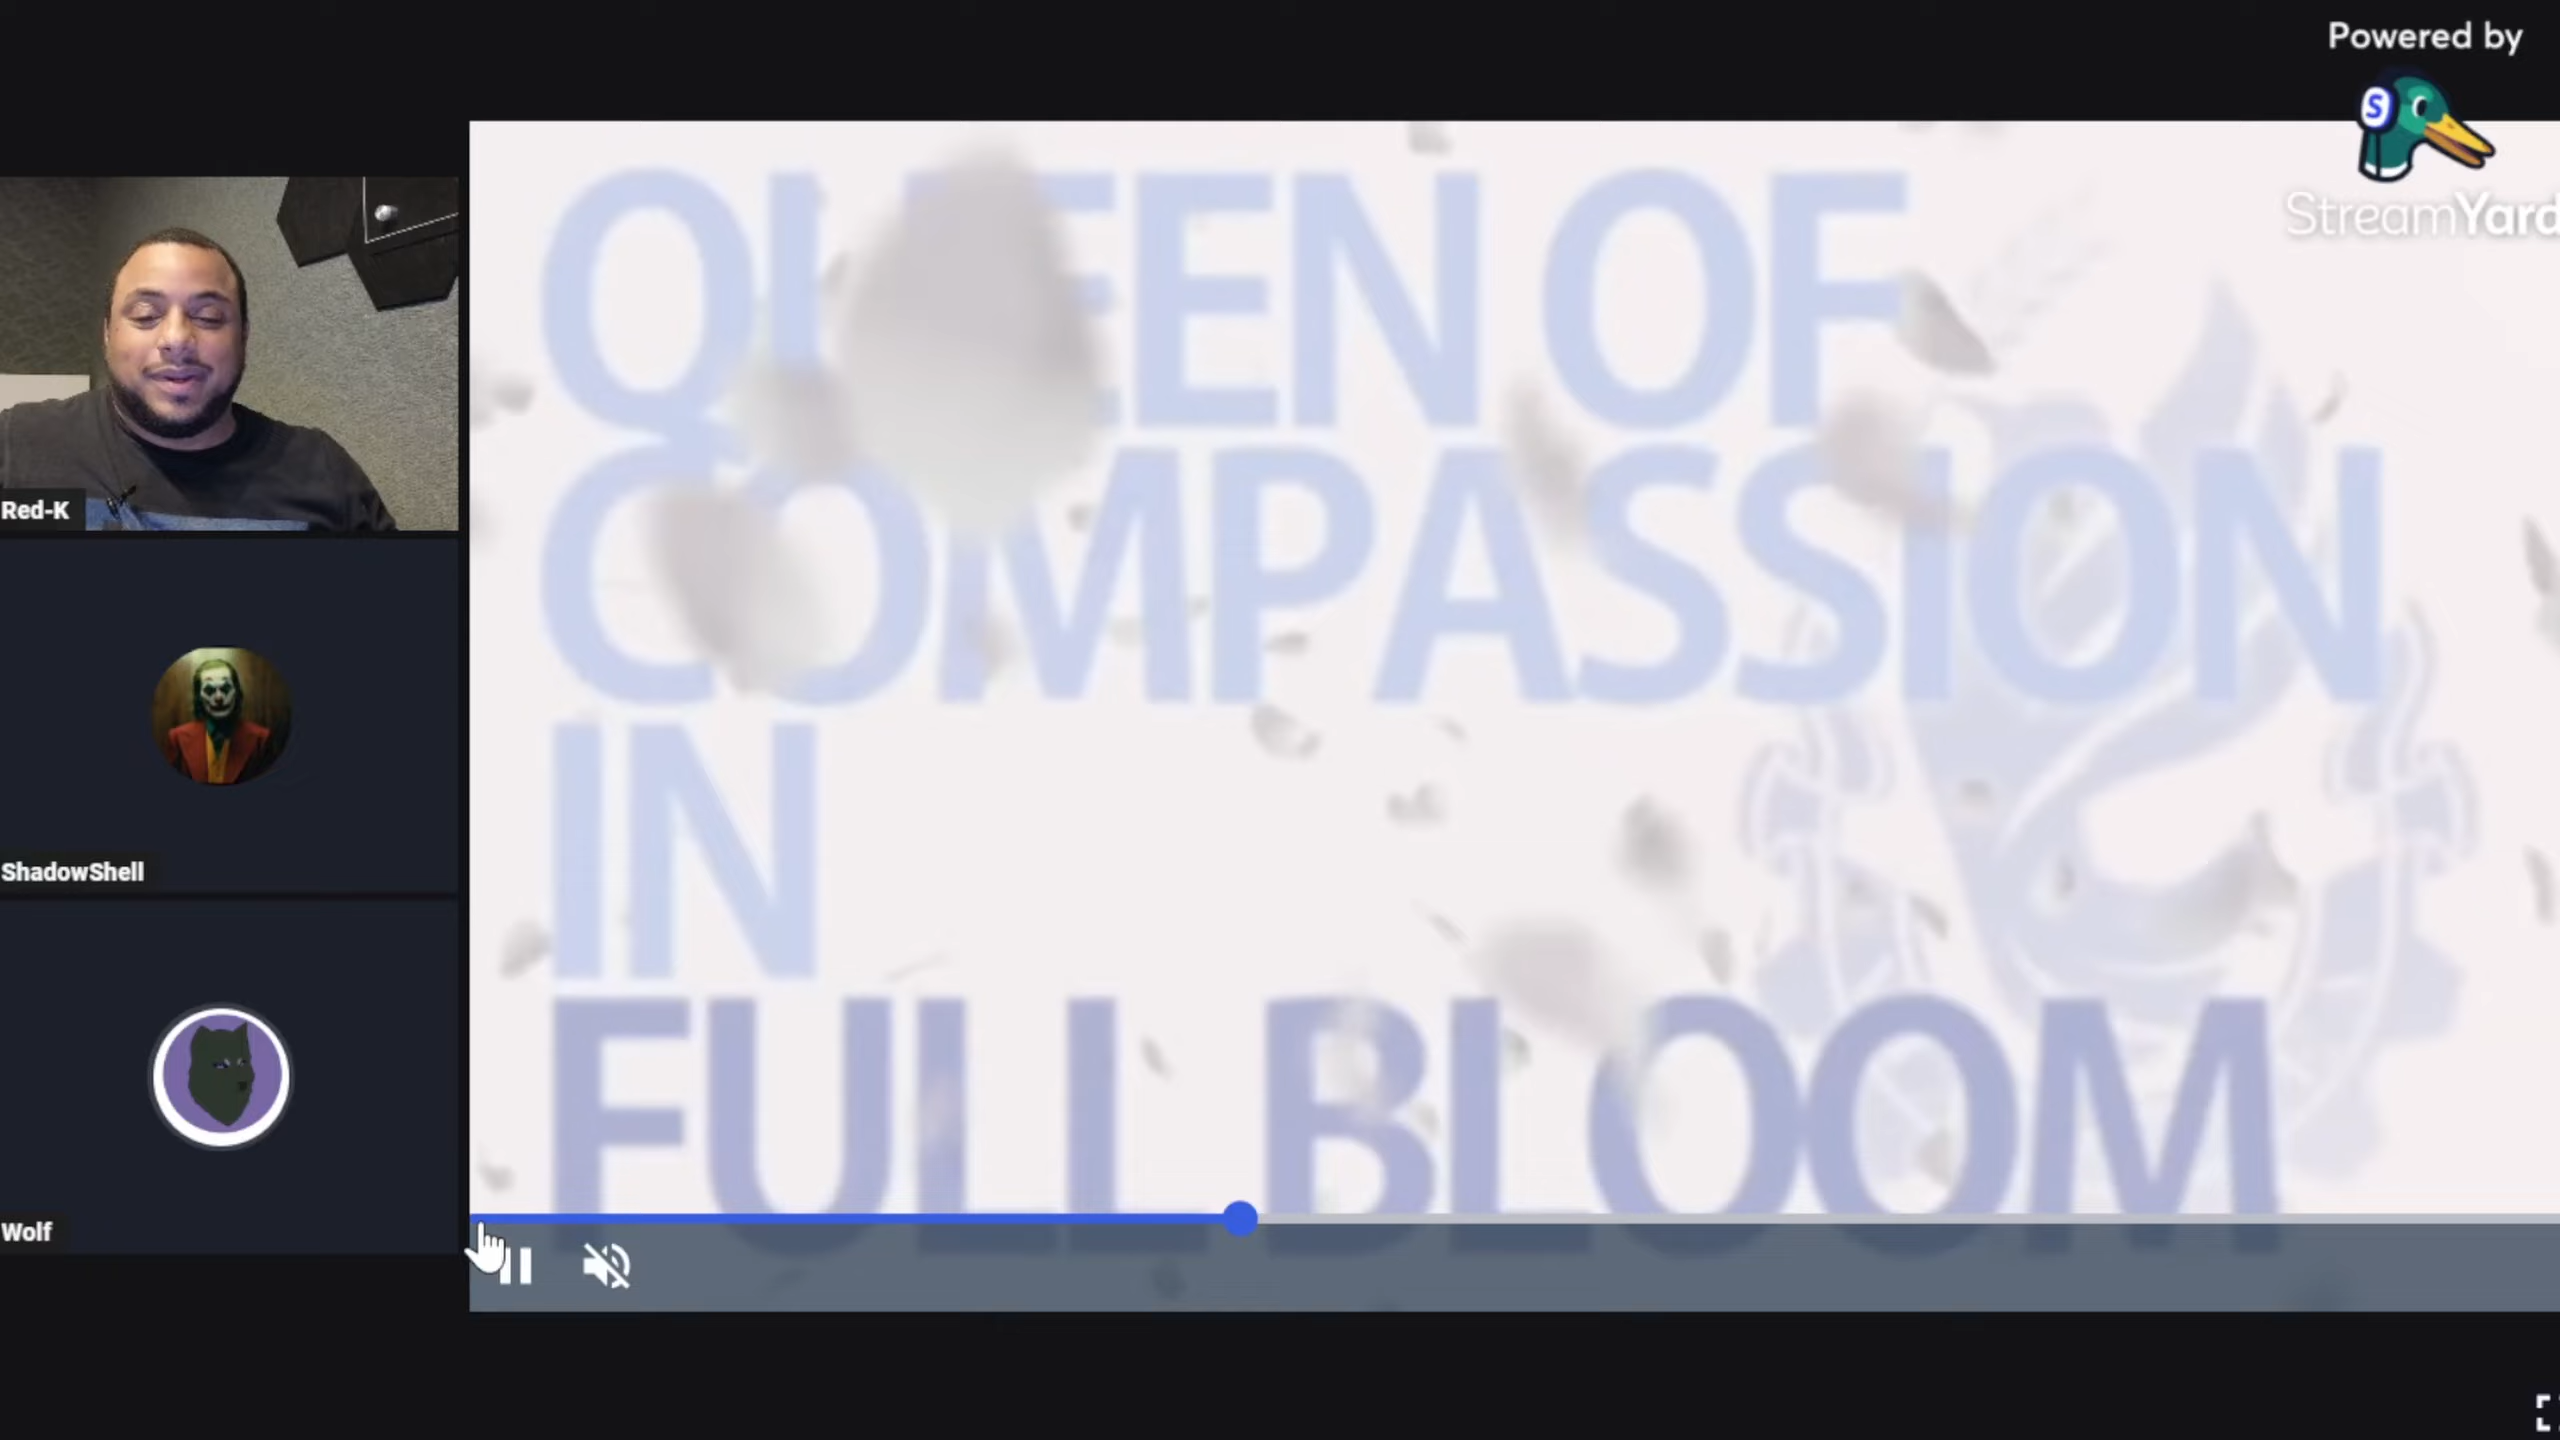 Powered by
S
StreamYard
QUEEN OF
COMPASSION
IN
FULL BLOOM
Red-K
ShadowShell
Wolf